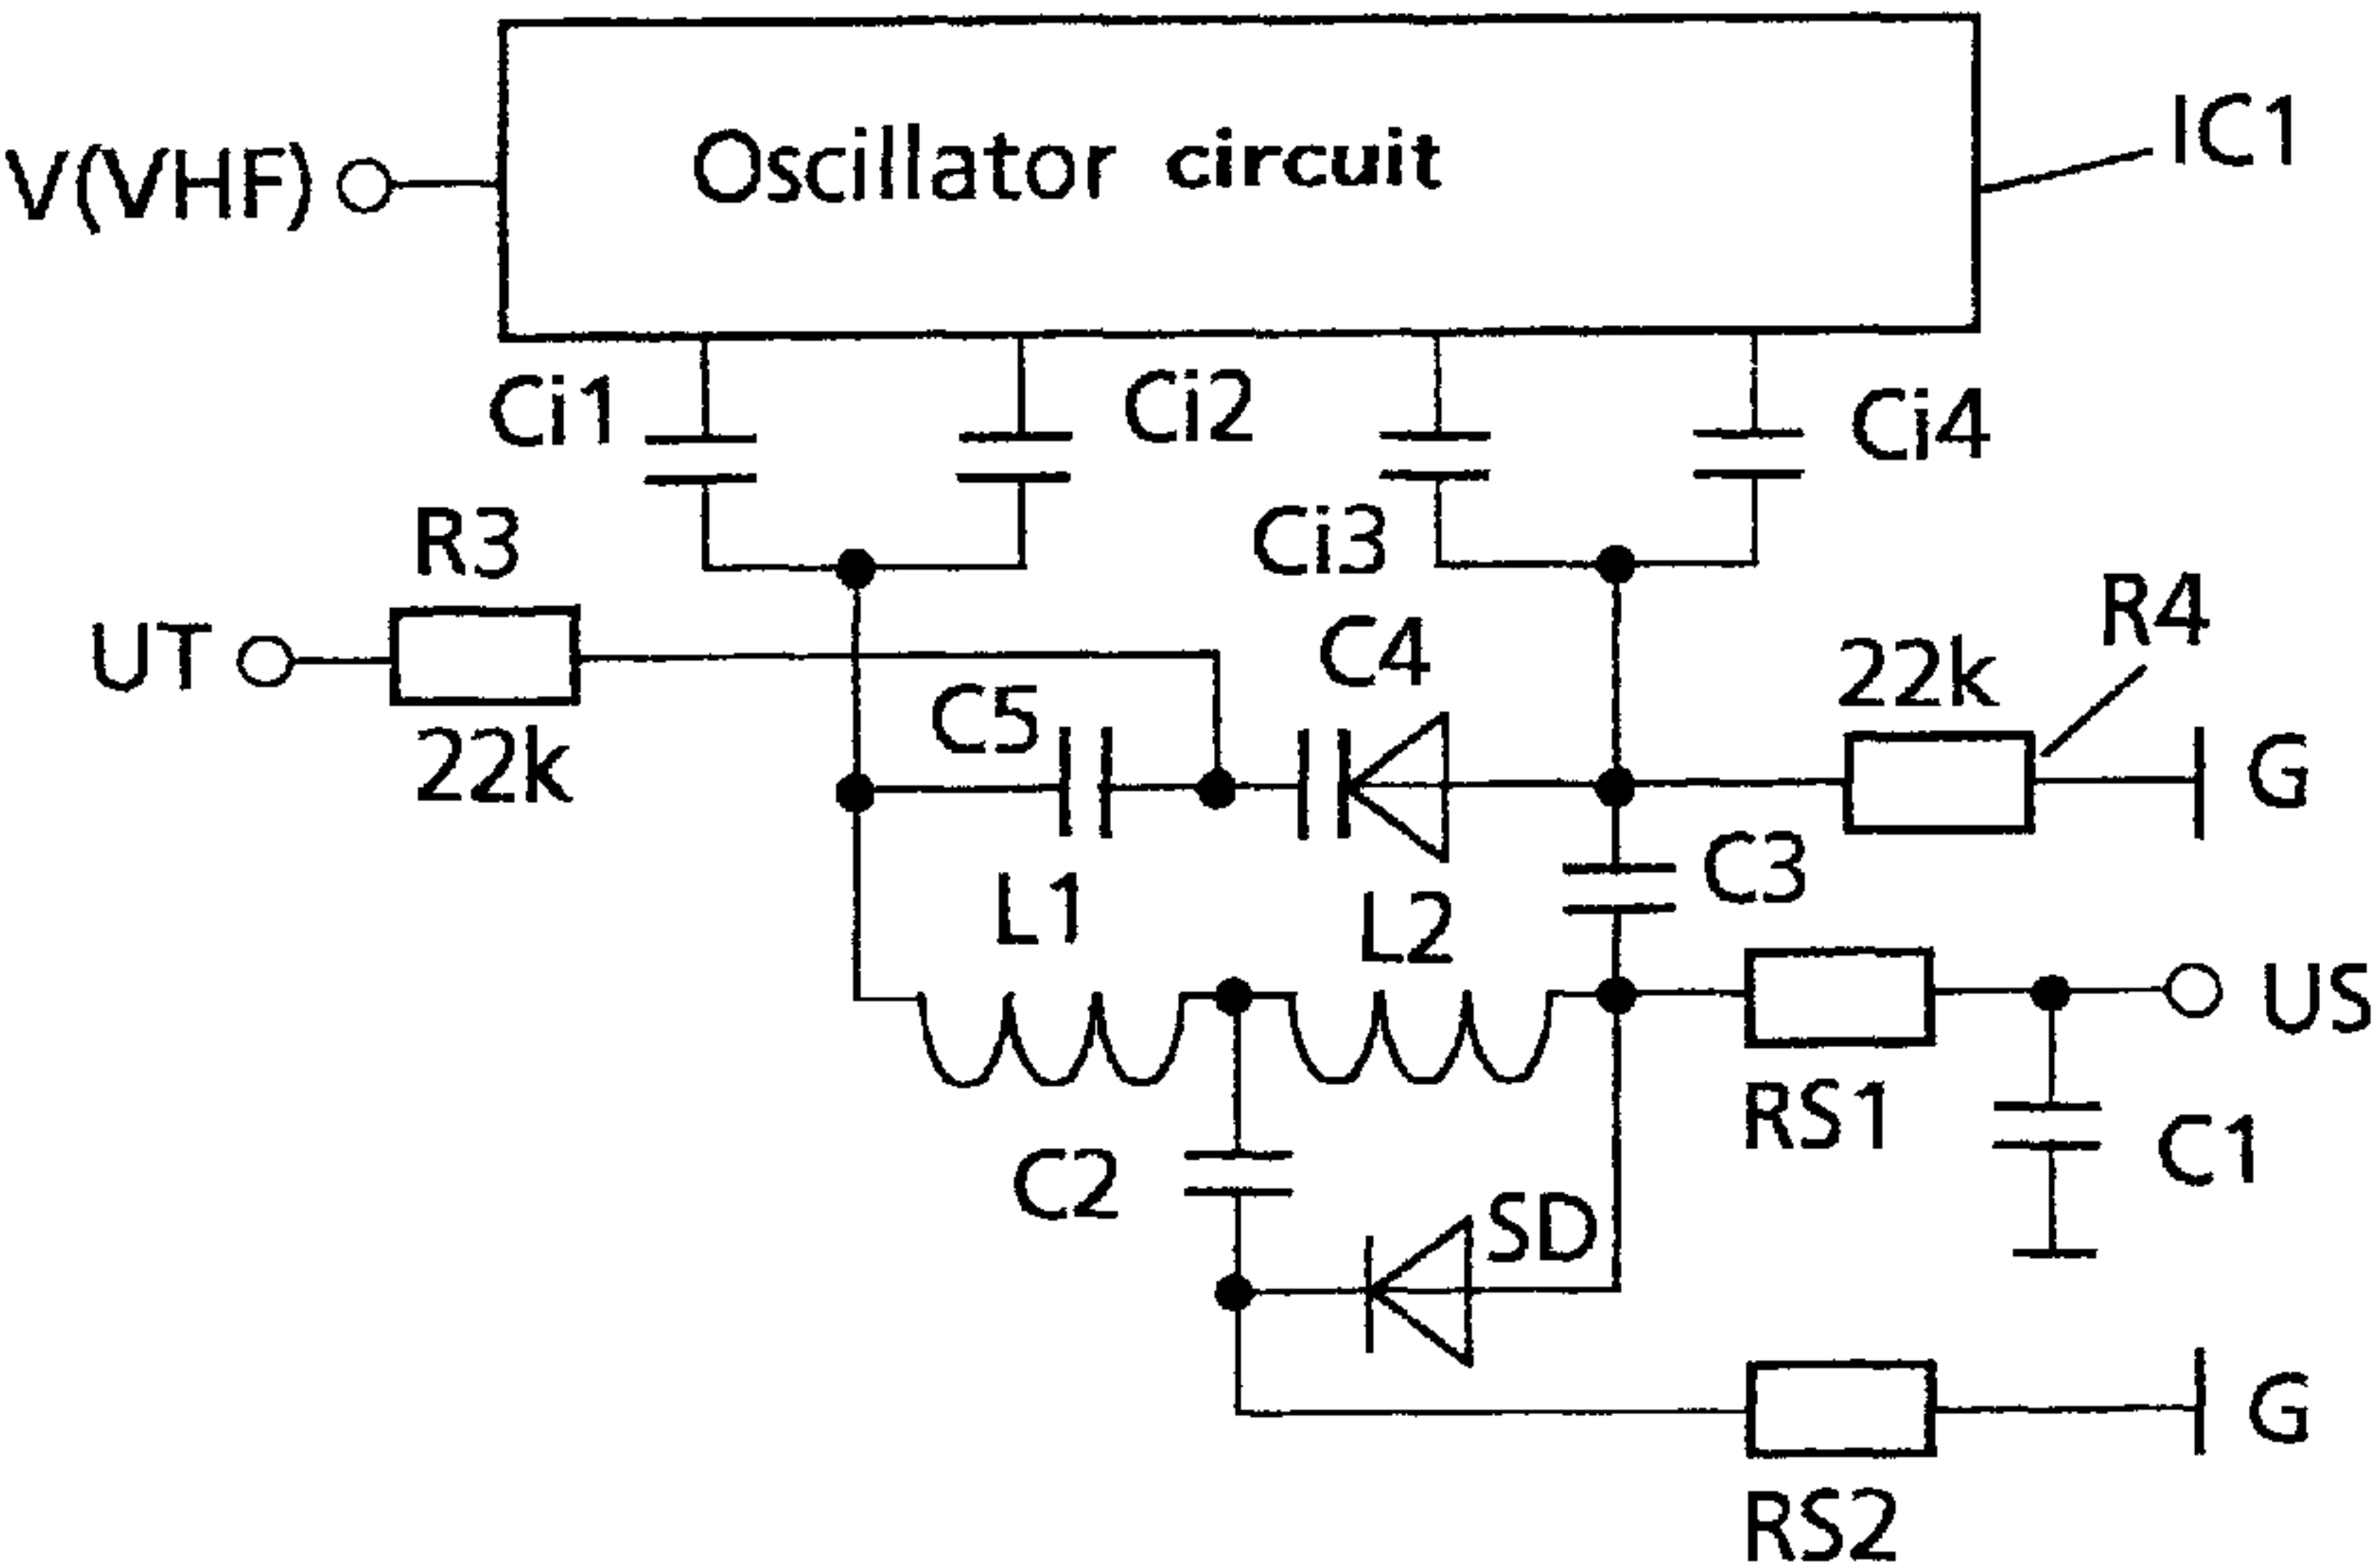 IC1
V(VHF)
Oscillator circuit
Ci1
Ci2
Ci4
R3
Ci3
UT
C4
R4
22k
C5
22k
G
L1
L2
C3
US
RS1
C1
C2
SD
G
RS2